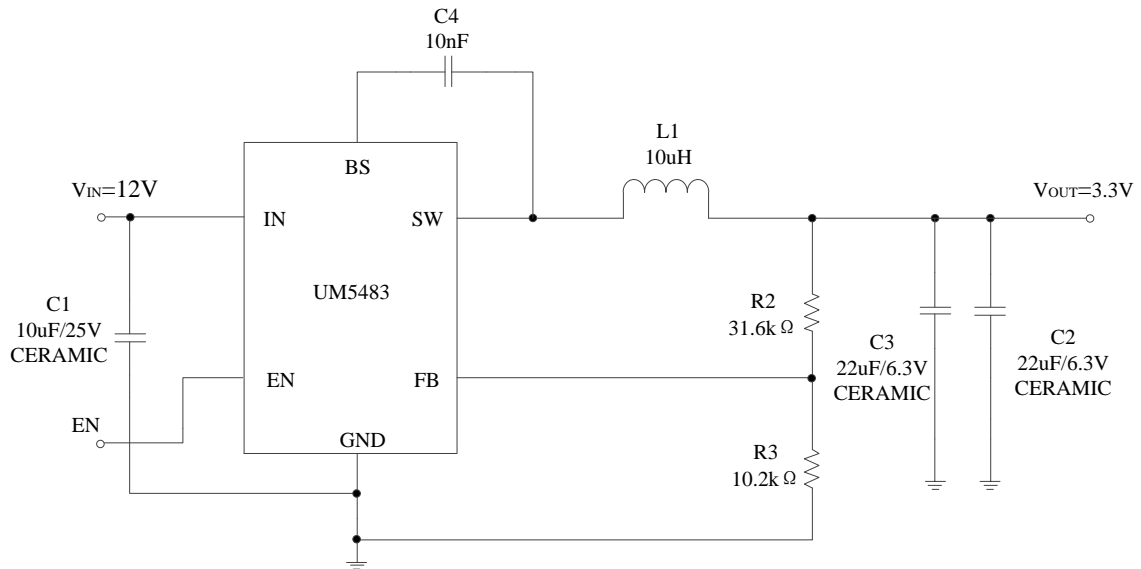 C4
10nF
L1
10uH
BS
VIN=12V
VOUT=3.3V
IN
SW
UM5483
C1
10uF/25V
CERAMIC
R2
31.6kΩ
C3
22uF/6.3V
CERAMIC
C2
22uF/6.3V
CERAMIC
EN
FB
EN
GND
R3
10.2kΩ